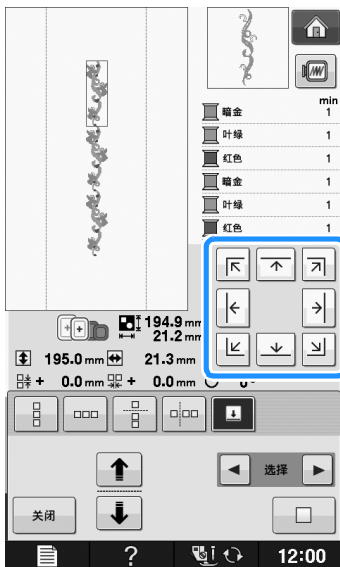 min
暗金 1
叶绿 1
红色 1
暗金 1
叶绿 1
红色 1
194.9 mm
21.2 mm
195.0 mm 21.3 mm
+ 0.0 mm + 0.0 mm 0°
选择
关闭
? 12:00